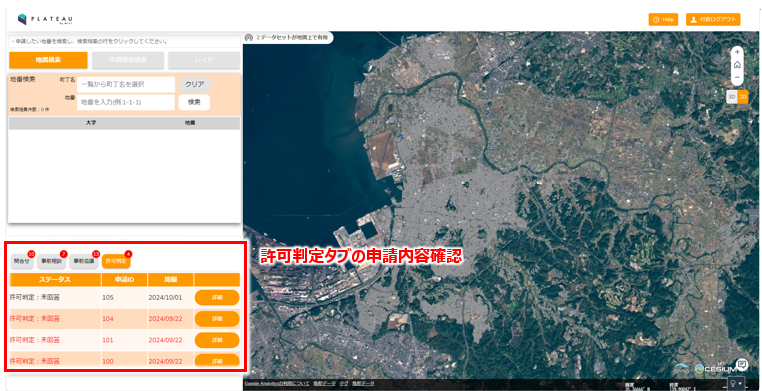 PLATEAU
by MLIT
Help
行政ログアウト
・申請したい地番を検索し、検索結果の行をクリックしてください。
2 データセットが地図上で有効
地図検索
申請情報検索
レイヤ
地番検索
町丁名
一覧から町丁名を選択
クリア
地番
地番を入力(例:1-1-1)
検索
検索結果件数：0 件
大字 地番
3D 2D
許可判定タブの申請内容確認
問合せ
事前相談 7
事前協議
許可判定 4
ステータス 申請ID 期限
許可判定：未回答 105 2024/10/01 詳細
許可判定：未回答 104 2024/09/22 詳細
許可判定：未回答 101 2024/09/22 詳細
許可判定：未回答 100 2024/09/22 詳細
Google Analyticsの利用について 地形データ タグ 地形データ
CESIUM
緯度
経度